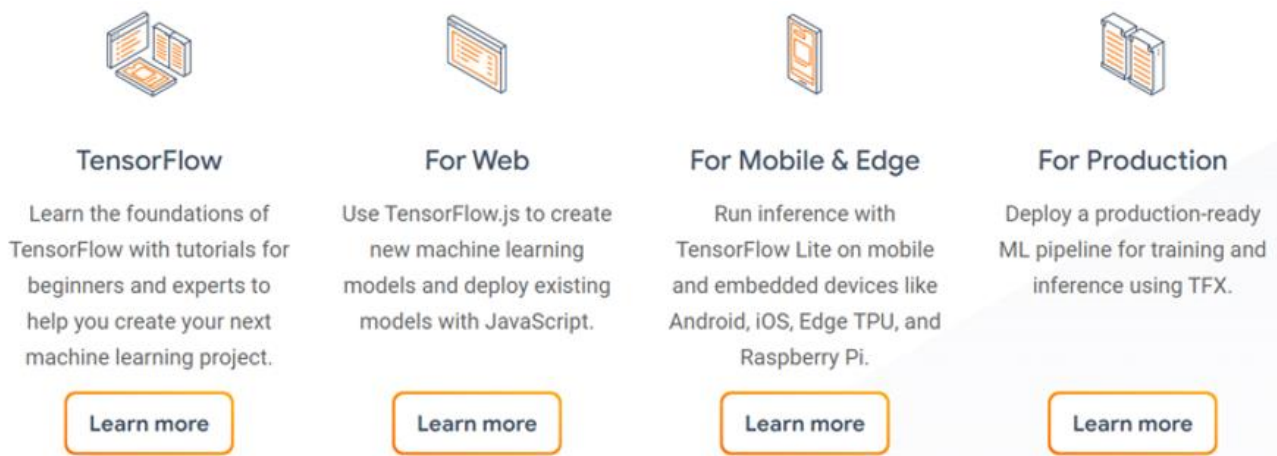 TensorFlow
Learn the foundations of
TensorFlow with tutorials for
beginners and experts to
help you create your next
machine learning project.
Learn more
For Web
Use TensorFlow.js to create
new machine learning
models and deploy existing
models with JavaScript.
Learn more
For Mobile & Edge
Run inference with
TensorFlow Lite on mobile
and embedded devices like
Android, iOS, Edge TPU, and
Raspberry Pi.
Learn more
For Production
Deploy a production-ready
ML pipeline for training and
inference using TFX.
Learn more